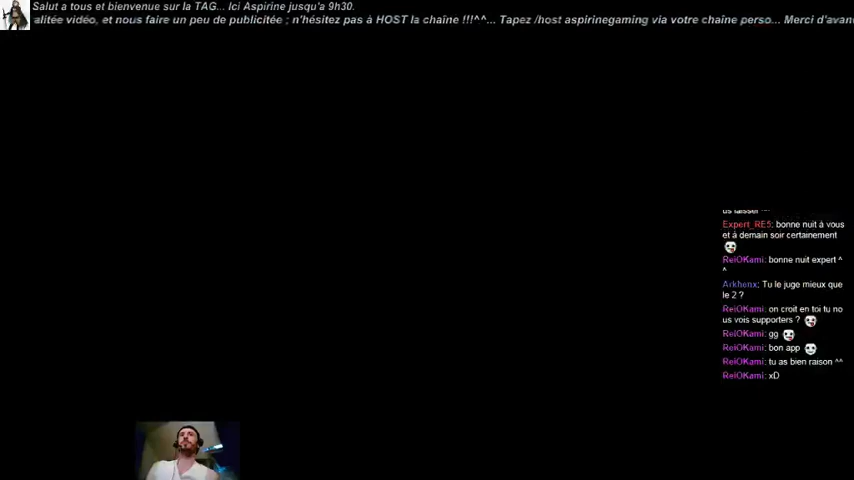 Salut a tous et bienvenue sur la TAG... Ici Aspirine jusqu'a 9h30.
alitée vidéo, et nous faire un peu de publicitée ; n'hésitez pas à HOST la chaîne !!!^^... Tapez /host aspirinegaming via votre chaîne perso... Merci d'avan
us laisser
Expert_RE5: bonne nuit à vous
et à demain soir certainement
ReiOKami: bonne nuit expert ^
^
Arkhenx: Tu le juge mieux que
le 2 ?
ReiOKami: on croit en toi tu no
us vois supporters ?
ReiOKami: gg
ReiOKami: bon app
ReiOKami: tu as bien raison ^^
ReiOKami: xD